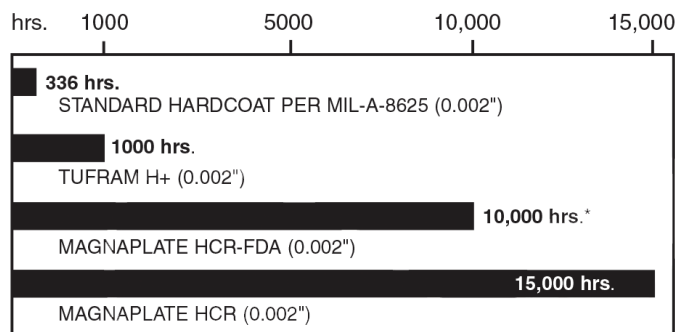 hrs. 1000 5000 10,000 15,000
336 hrs.
STANDARD HARDCOAT PER MIL-A-8625 (0.002")
1000 hrs.
TUFRAM H+ (0.002")
10,000 hrs.*
MAGNAPLATE HCR-FDA (0.002")
15,000 hrs.
MAGNAPLATE HCR (0.002")